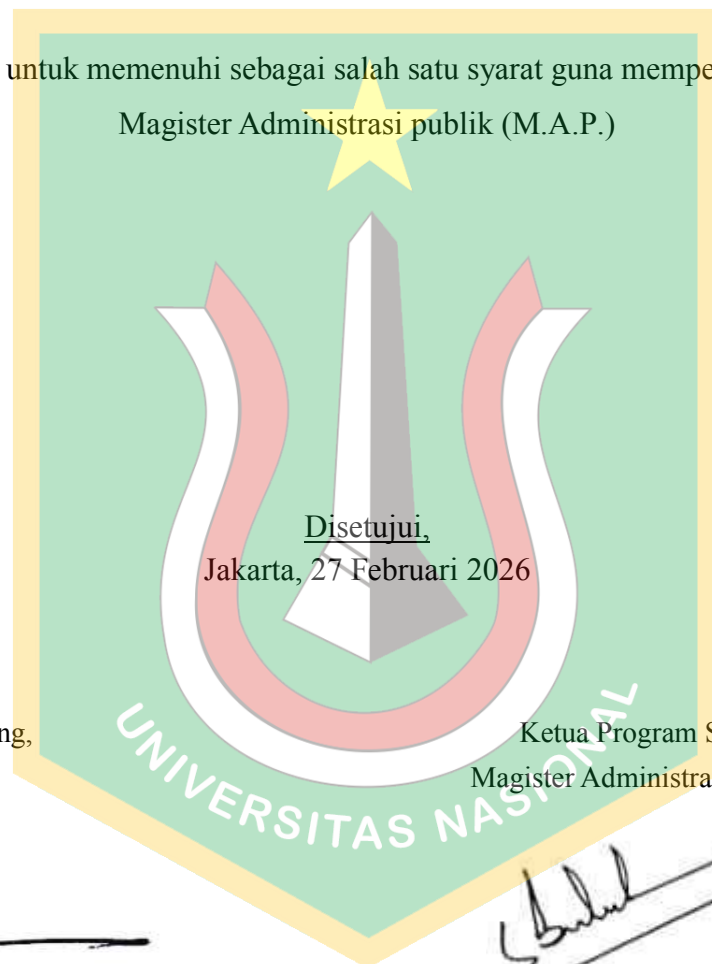 untuk memenuhi sebagai salah satu syarat guna mempe
Magister Administrasi publik (M.A.P.)
Disetujui,
Jakarta, 27 Februari 2026
ng,
Ketua Program S
Magister Administra
UNIVERSITAS NASIONAL